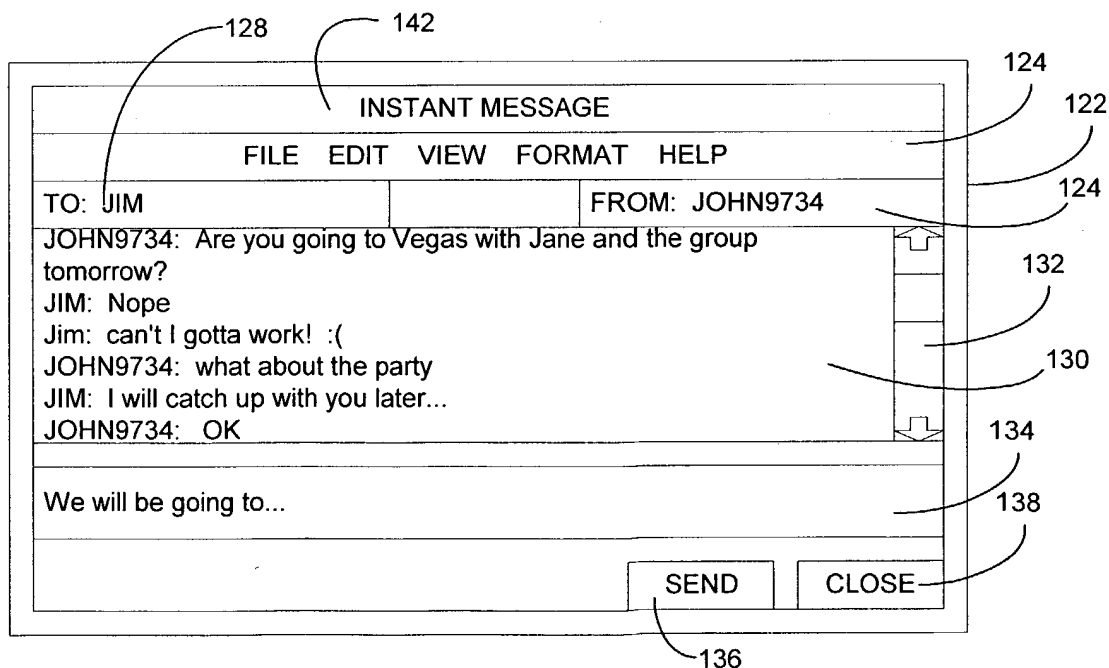 128
142
INSTANT MESSAGE
124
122
FILE EDIT VIEW FORMAT HELP
TO: JIM
FROM: JOHN9734
124
JOHN9734: Are you going to Vegas with Jane and the group
tomorrow?
132
JIM: Nope
Jim: can't I gotta work! :(
130
JOHN9734: what about the party
JIM: I will catch up with you later...
JOHN9734: OK
134
We will be going to...
138
SEND
CLOSE
136